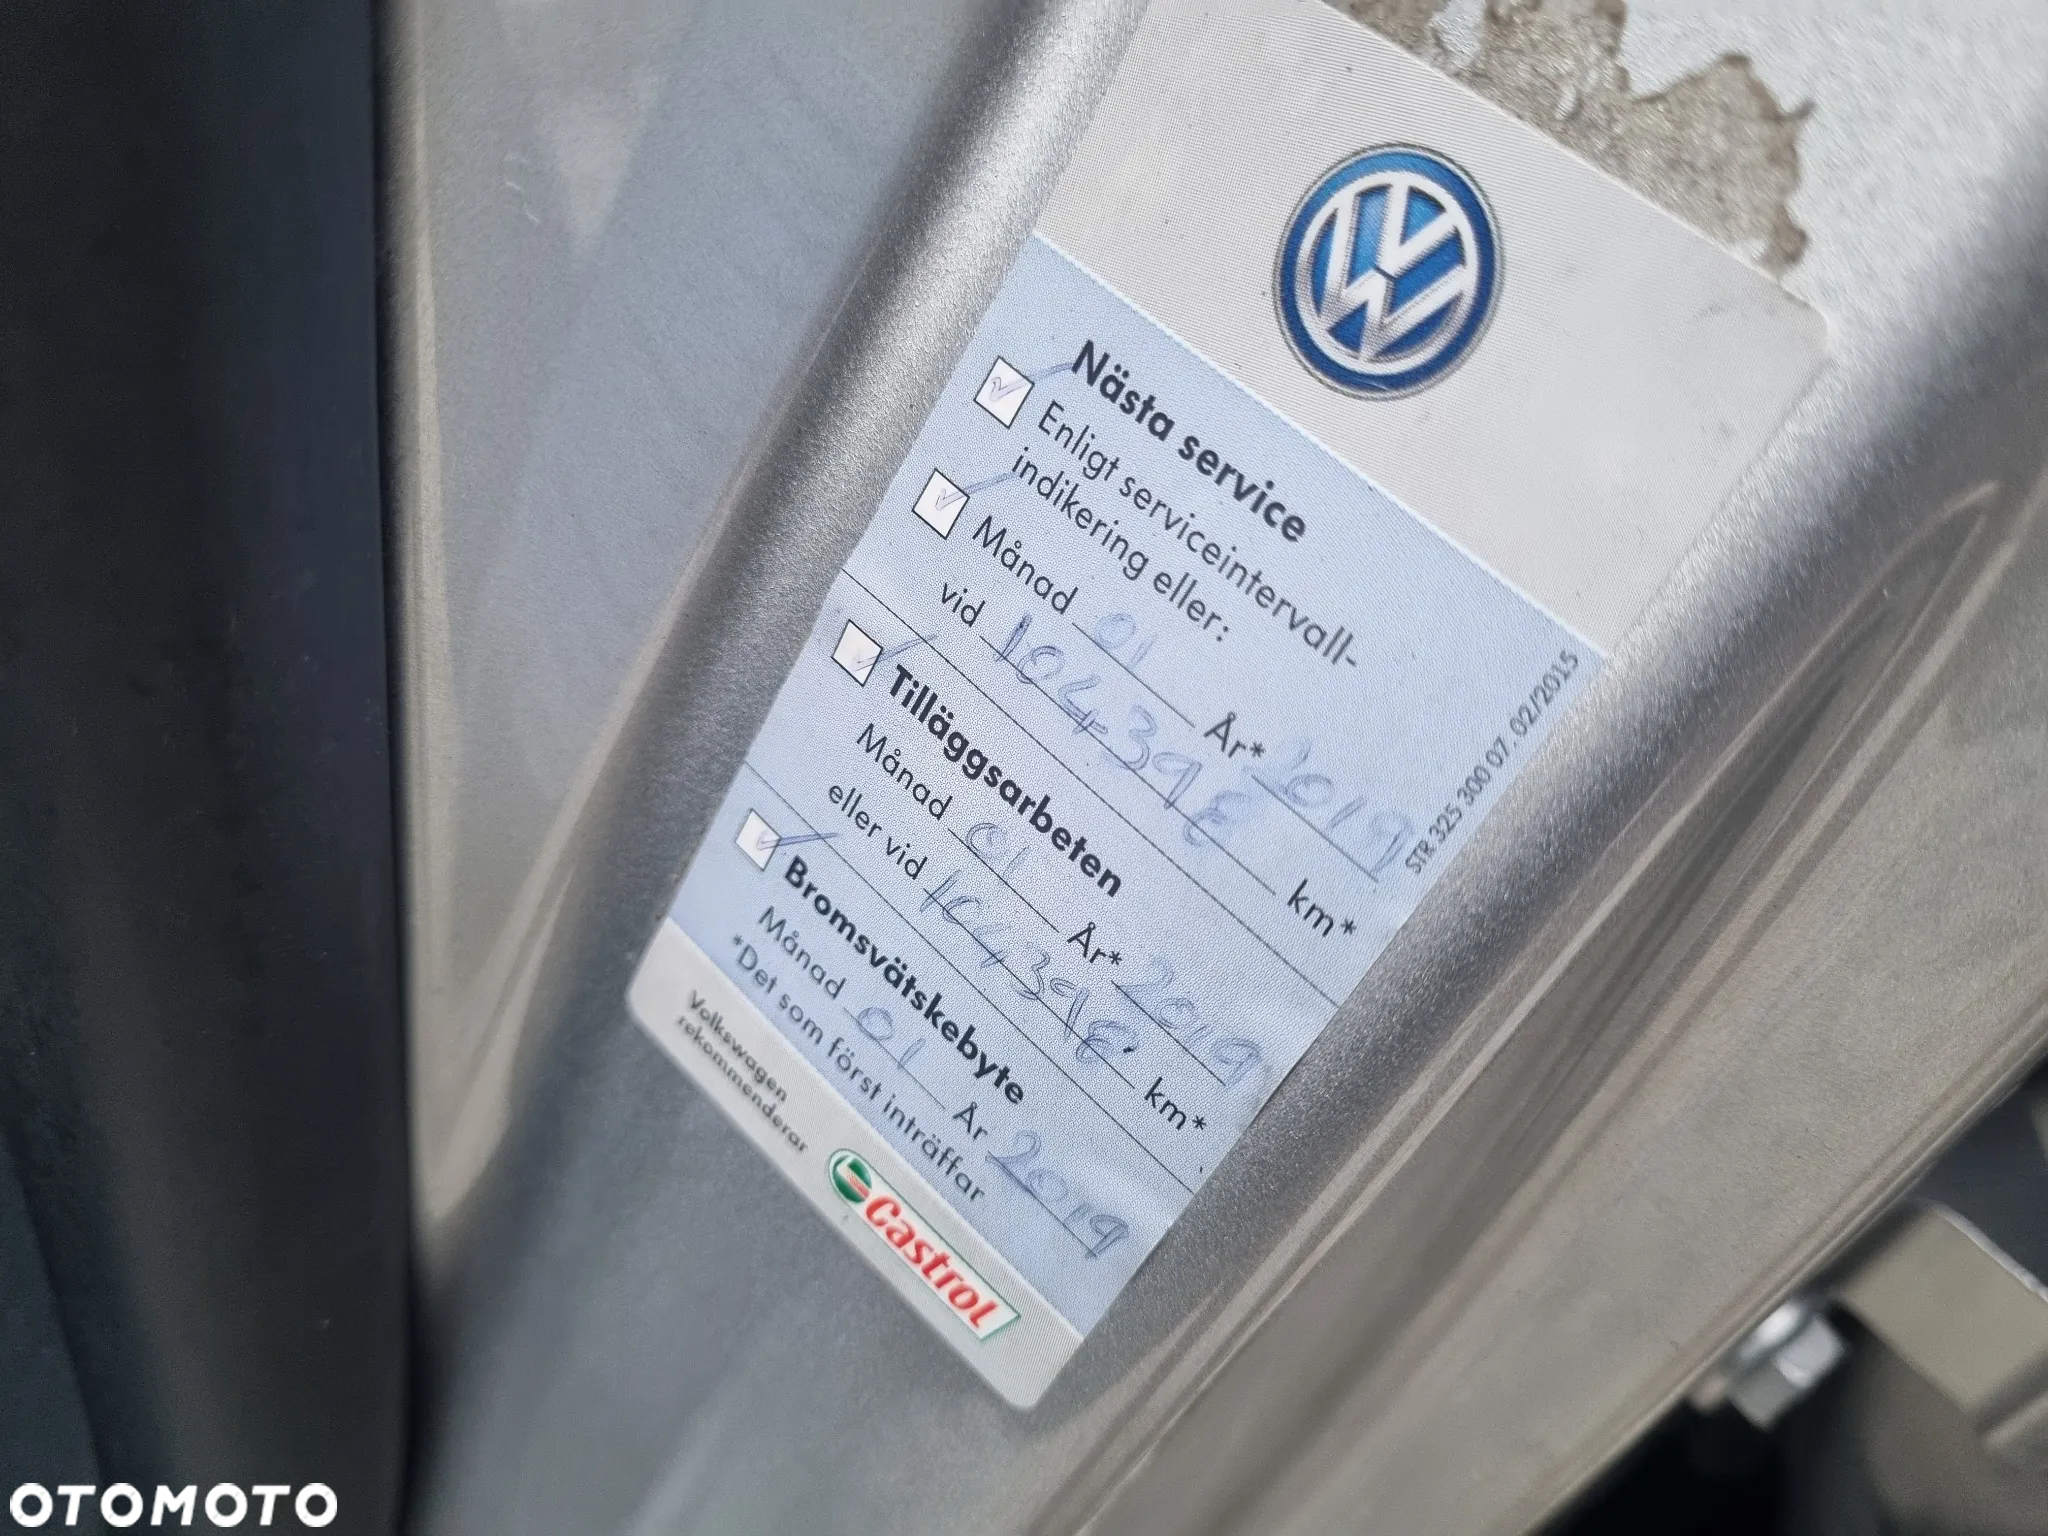 Nästa service
Enligt serviceintervall-
indikering eller:
Månad 01 År* 2019
vid 104398 km*
Tilläggsarbeten
Månad 01 År* 2019
eller vid 104398 km*
Bromsvätskebyte
Månad 01 År 2019
*Det som först inträffar
Volkswagen
rekommenderar
Castrol
STR 325 300 07. 02/2015
OTOMOTO